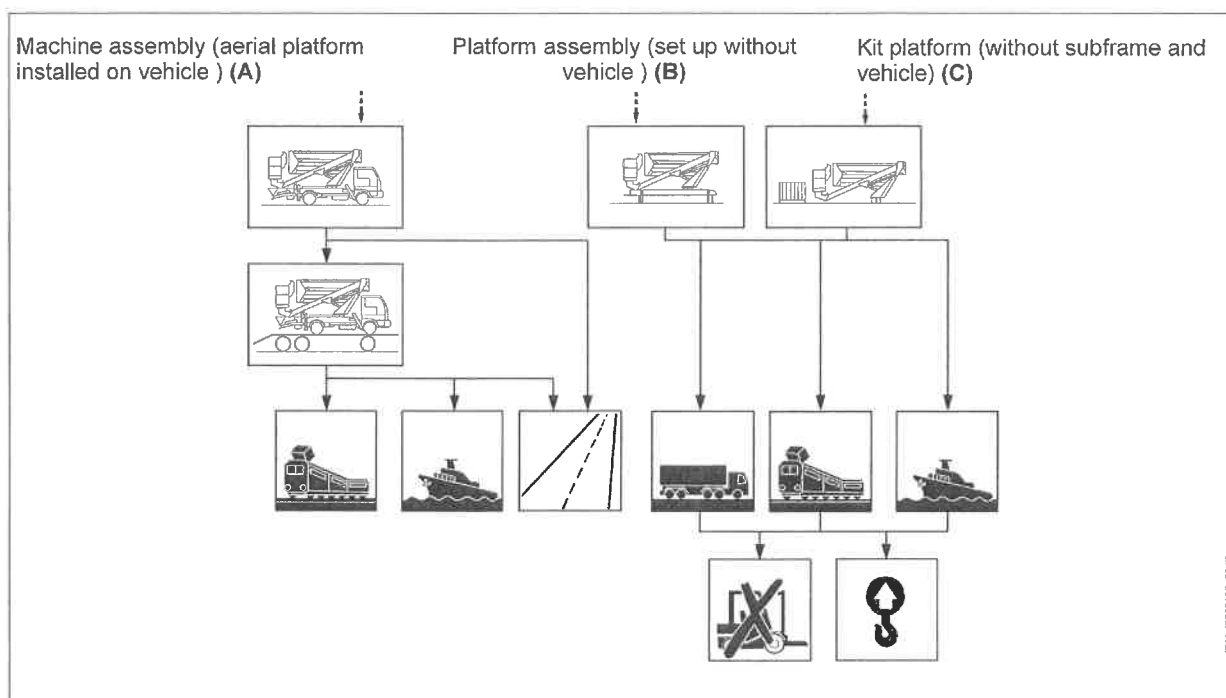 Machine assembly (aerial platform
installed on vehicle ) (A)
Platform assembly (set up without
vehicle ) (B)
Kit platform (without subframe and
vehicle) (C)